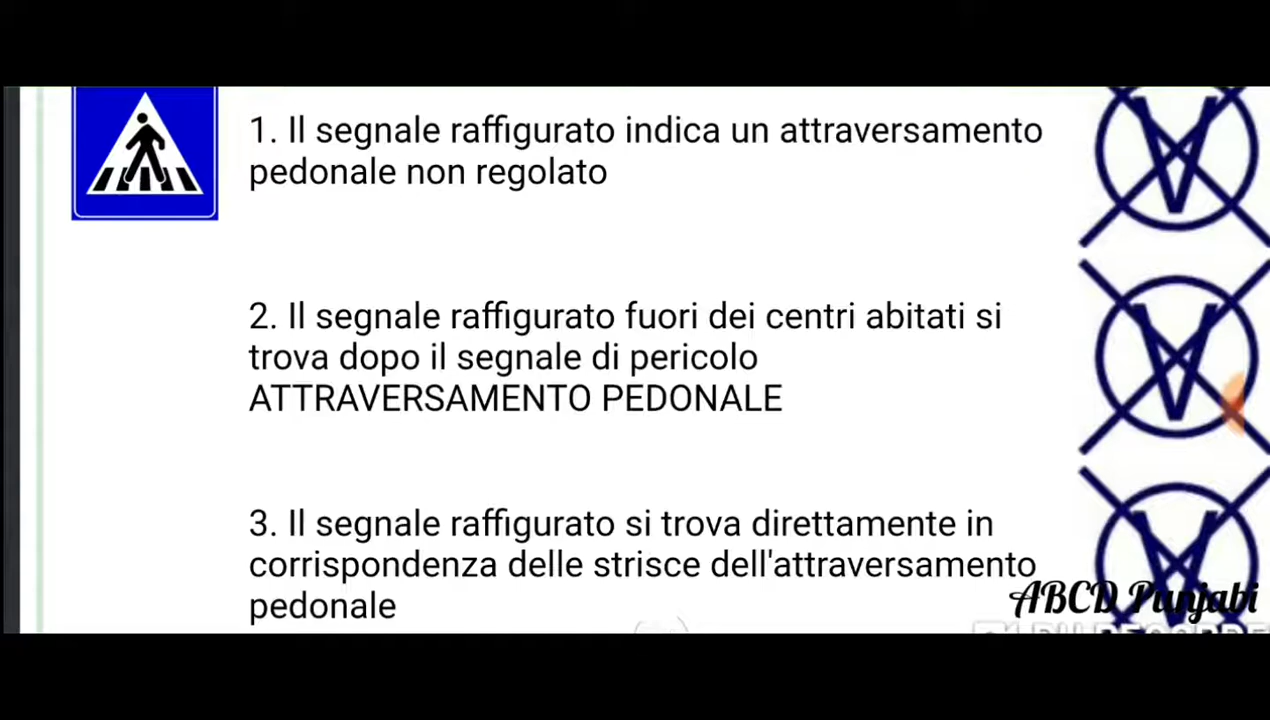 1. Il segnale raffigurato indica un attraversamento
pedonale non regolato
V
2. Il segnale raffigurato fuori dei centri abitati si
trova dopo il segnale di pericolo
ATTRAVERSAMENTO PEDONALE
V
3. Il segnale raffigurato si trova direttamente in
corrispondenza delle strisce dell'attraversamento
pedonale
V
ABCD Punjabi